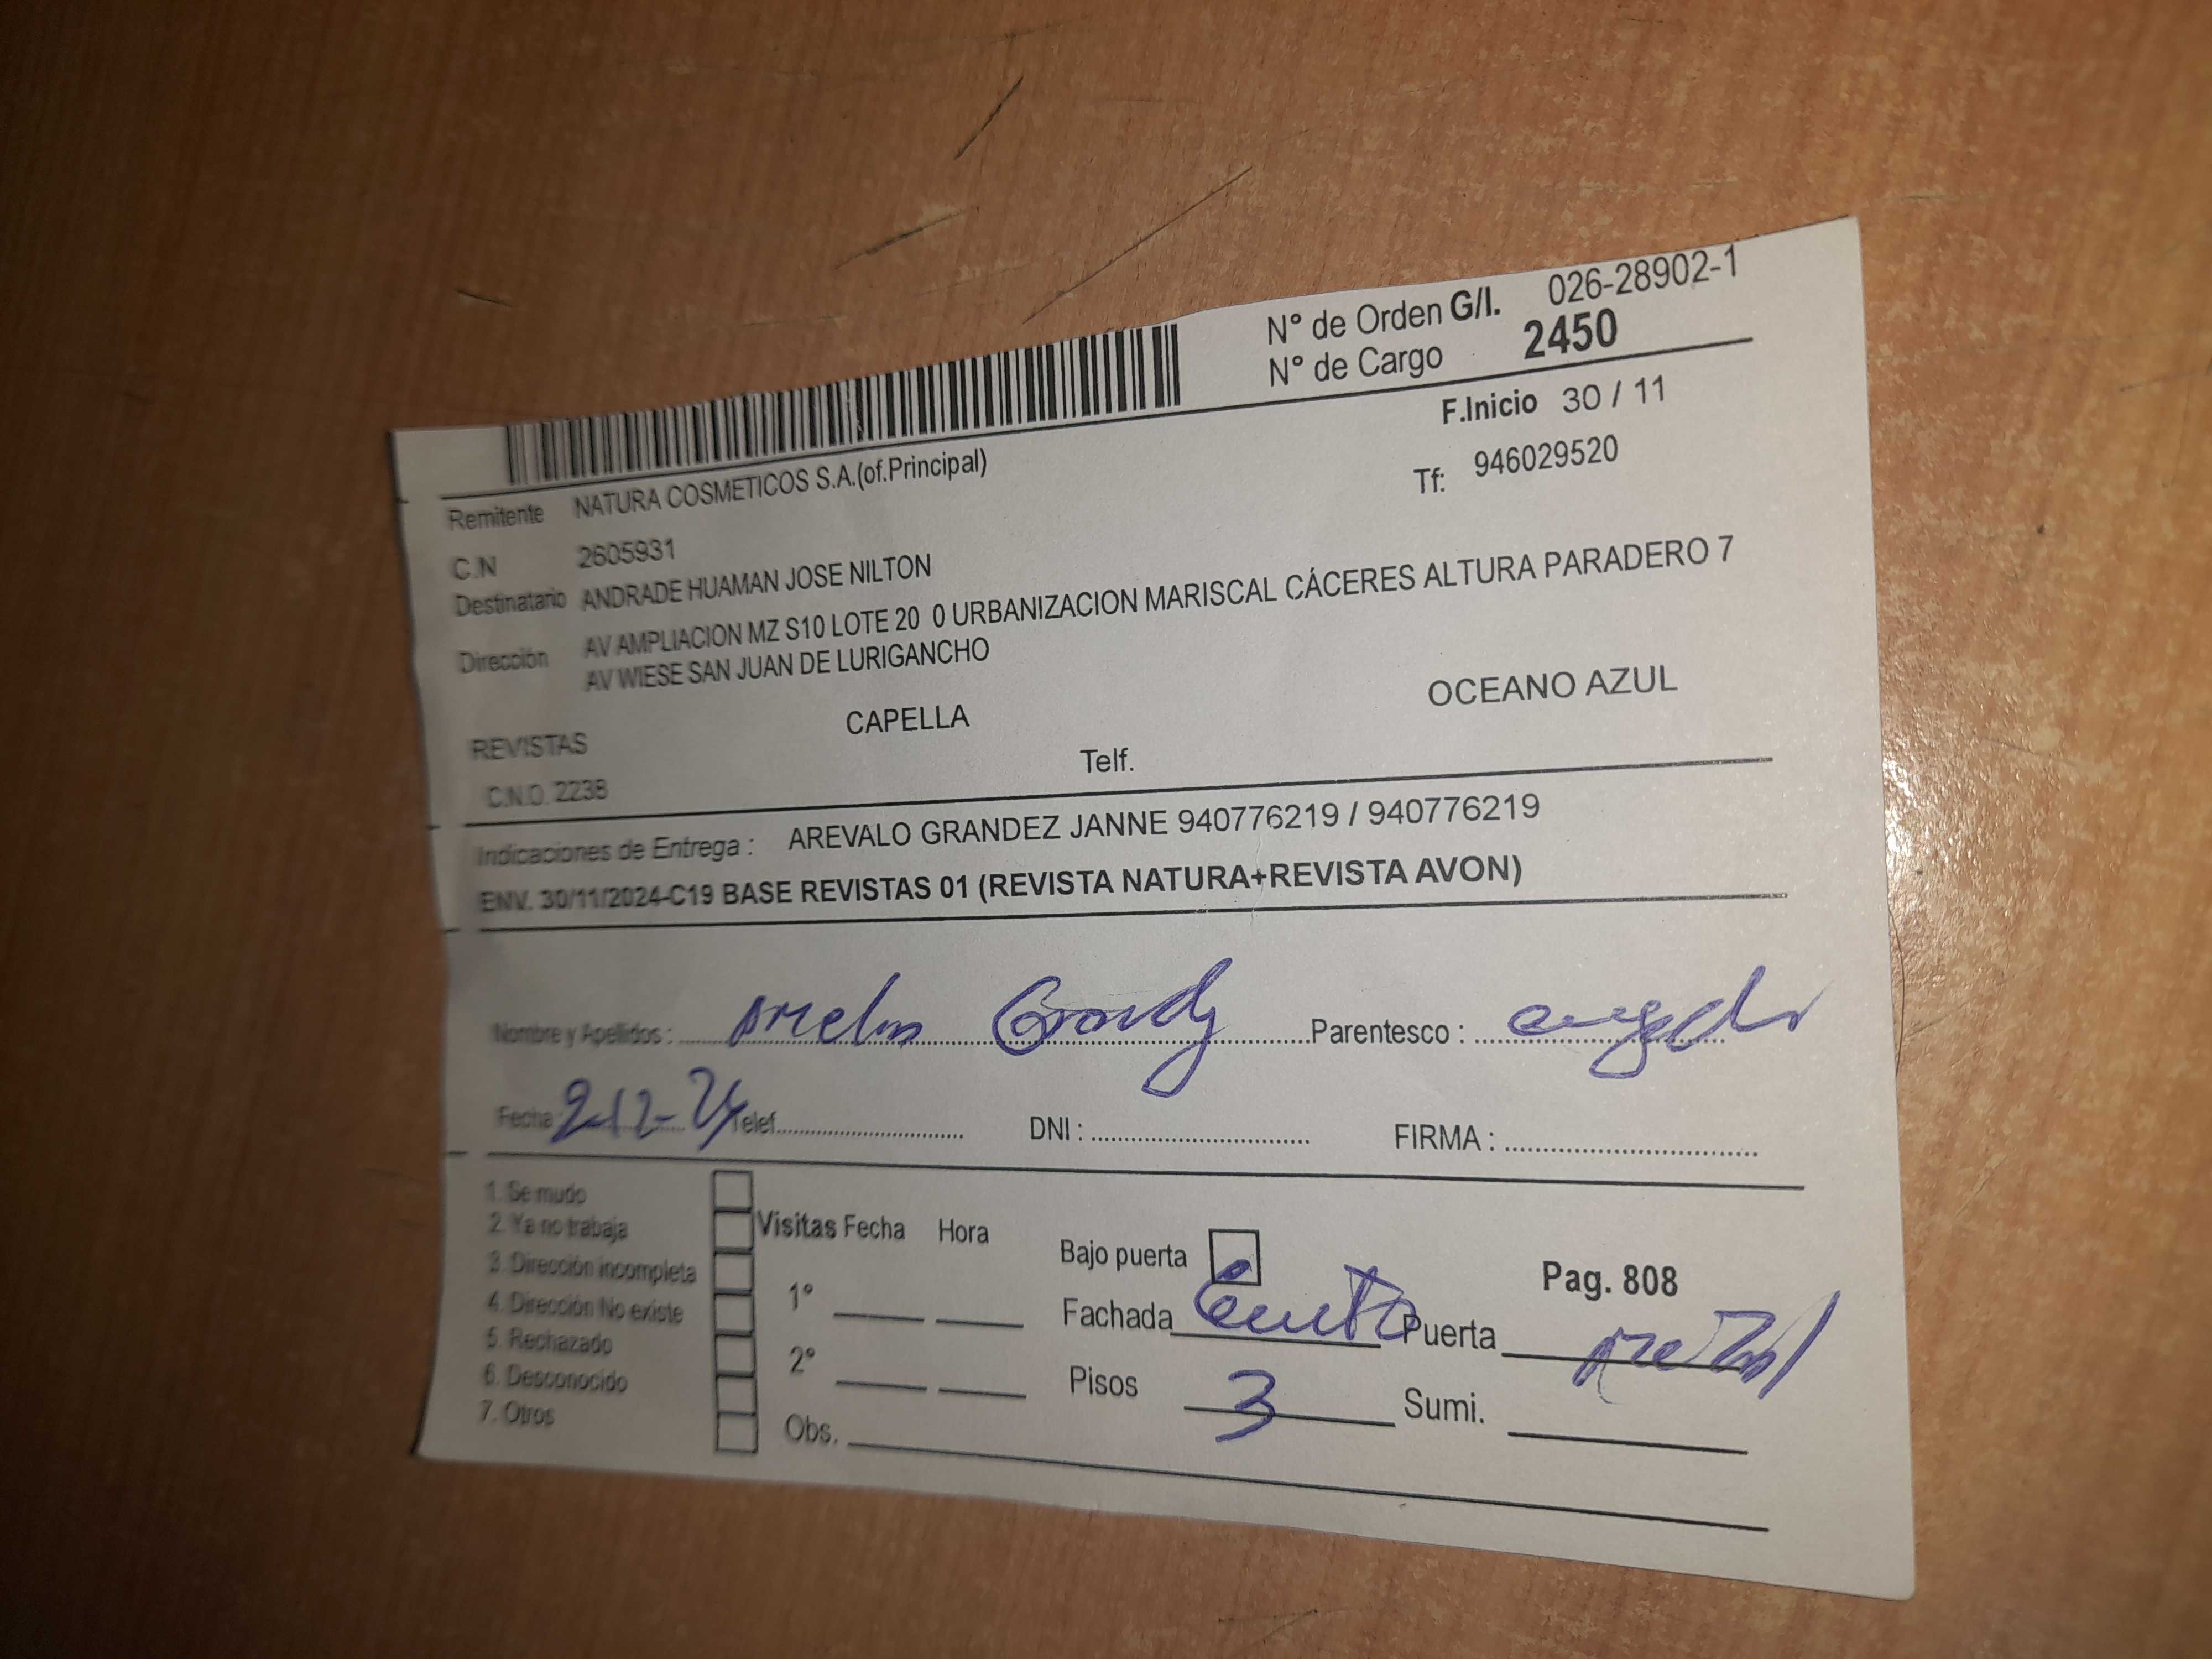 N° de Orden G/I. 026-28902-1
N° de Cargo 2450
F.Inicio 30 / 11
Remitente NATURA COSMETICOS S.A.(of.Principal)
Tf: 946029520
C.N 2605931
Destinatario ANDRADE HUAMAN JOSE NILTON
Dirección AV AMPLIACION MZ S10 LOTE 20 0 URBANIZACION MARISCAL CÁCERES ALTURA PARADERO 7
AV WIESE SAN JUAN DE LURIGANCHO
REVISTAS CAPELLA OCEANO AZUL
C.N.O. 2238 Telf.
Indicaciones de Entrega : AREVALO GRANDEZ JANNE 940776219 / 940776219
ENV. 30/11/2024-C19 BASE REVISTAS 01 (REVISTA NATURA+REVISTA AVON)
Nombre y Apellidos : Parentesco :
Fecha 2-12-24 Telef. DNI : FIRMA :
1. Se mudo
2. Ya no trabaja
3. Dirección incompleta
4. Dirección No existe
5. Rechazado
6. Desconocido
7. Otros
Visitas Fecha Hora
1°
2°
Obs.
Bajo puerta
Pag. 808
Fachada Puerta
Pisos 3 Sumi.